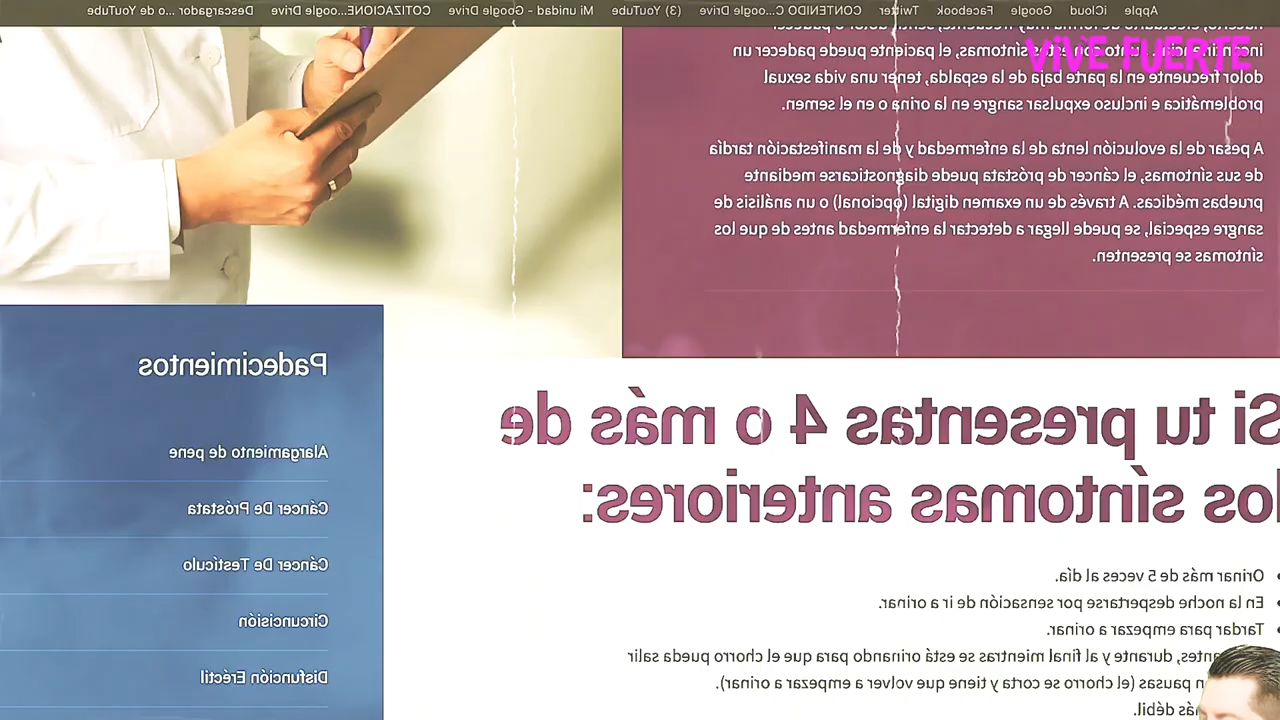 Apple iCloud Google Facebook Twitter CONTENIDO C...oogle Drive (3) YouTube Mi unidad - Google Drive COTIZACIONE...oogle Drive Descargador ... o de YouTube
VIVE FUERTE
incontinencia. Junto con estos síntomas, el paciente puede padecer un
dolor frecuente en la parte baja de la espalda, tener una vida sexual
problemática e incluso expulsar sangre en la orina o en el semen.
A pesar de la evolución lenta de la enfermedad y de la manifestación tardía
de sus síntomas, el cáncer de próstata puede diagnosticarse mediante
pruebas médicas. A través de un examen digital (opcional) o un análisis de
sangre especial, se puede llegar a detectar la enfermedad antes de que los
síntomas se presenten.
Si tu presentas 4 o más de
los síntomas anteriores:
Orinar más de 5 veces al día.
En la noche despertarse por sensación de ir a orinar.
Tardar para empezar a orinar.
durante y al final mientras se está orinando para que el chorro pueda salir
pausas (el chorro se corta y tiene que volver a empezar a orinar).
más débil.
Padecimientos
Alargamiento de pene
Cáncer De Próstata
Cáncer De Testículo
Circuncisión
Disfunción Eréctil